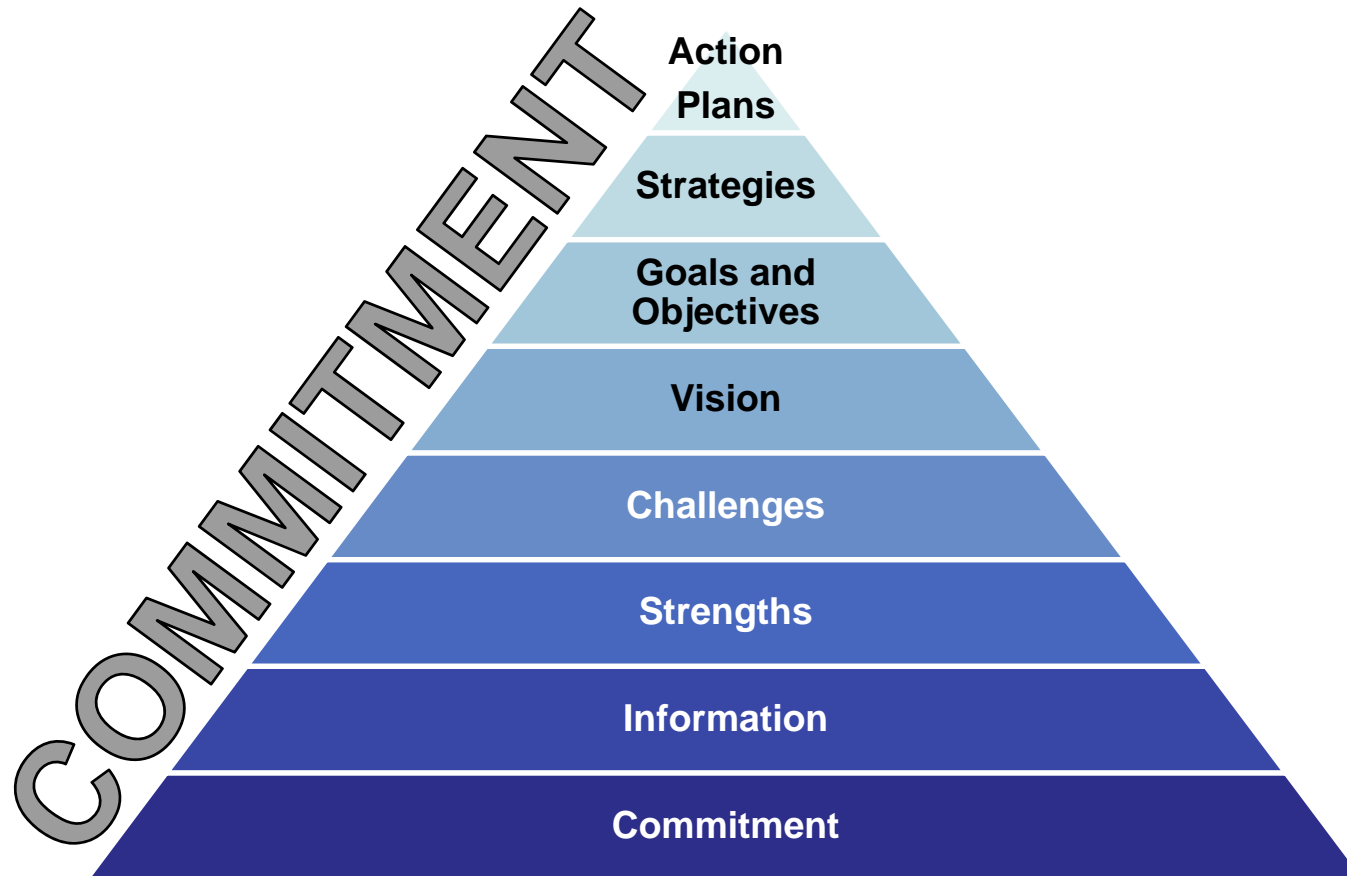 COMMITMENT
Action
Plans
Strategies
Goals and
Objectives
Vision
Challenges
Strengths
Information
Commitment